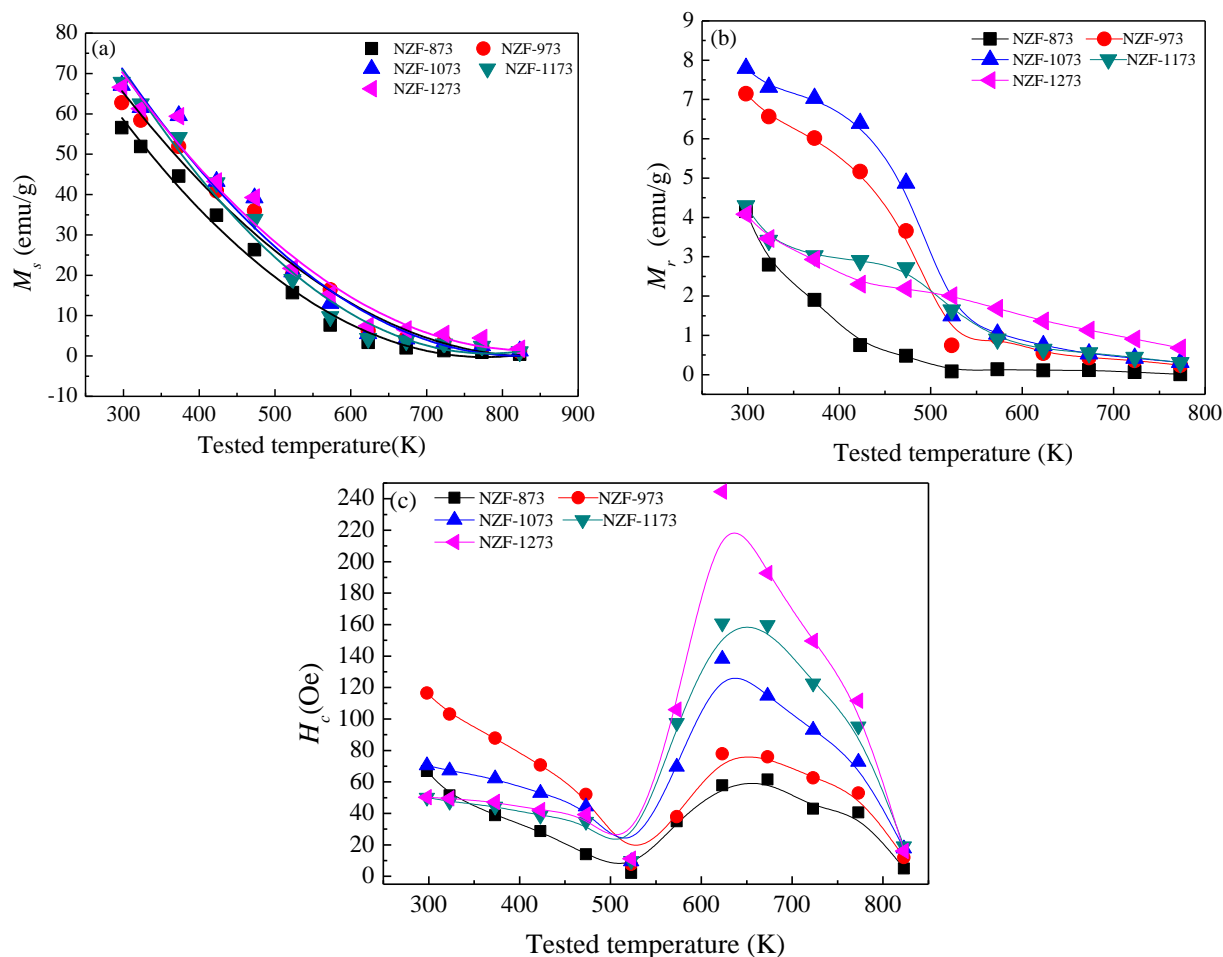 (a)
NZF-873 NZF-973
NZF-1073 NZF-1173
NZF-1273
80
70
60
50
40
30
20
10
0
-10
M_s (emu/g)
300 400 500 600 700 800 900
Tested temperature(K)
(b)
NZF-873 NZF-973
NZF-1073 NZF-1173
NZF-1273
9
8
7
6
5
4
3
2
1
0
M_r (emu/g)
300 400 500 600 700 800
Tested temperature (K)
(c)
NZF-873 NZF-973
NZF-1073 NZF-1173
NZF-1273
240
220
200
180
160
140
120
100
80
60
40
20
0
H_c(Oe)
300 400 500 600 700 800
Tested temperature (K)